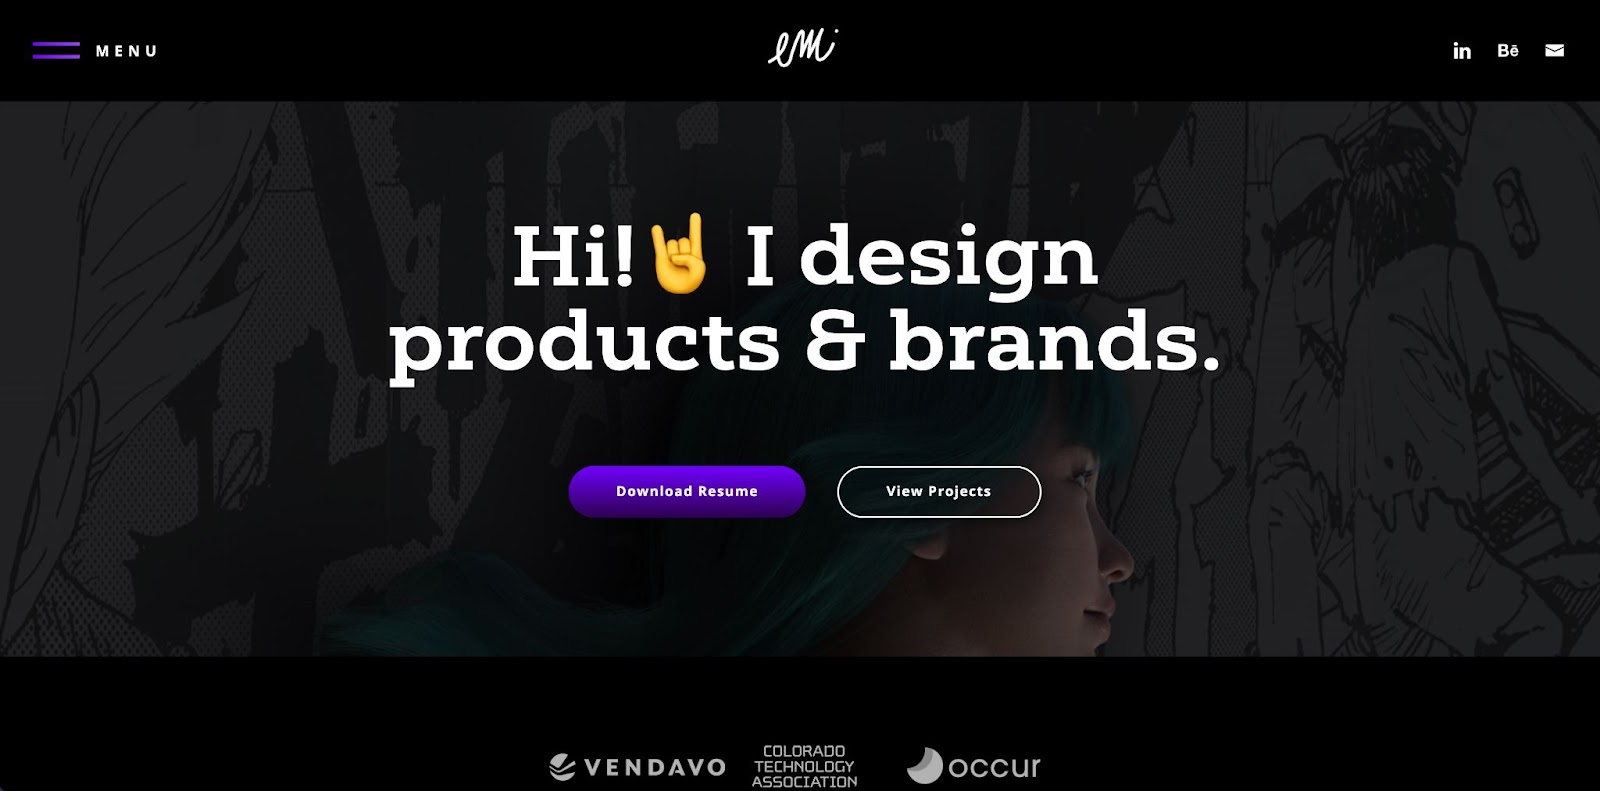 MENU
emi
in
Bē
Hi!🤘 I design
products & brands.
Download Resume
View Projects
VENDAVO
COLORADO
TECHNOLOGY
ASSOCIATION
occur